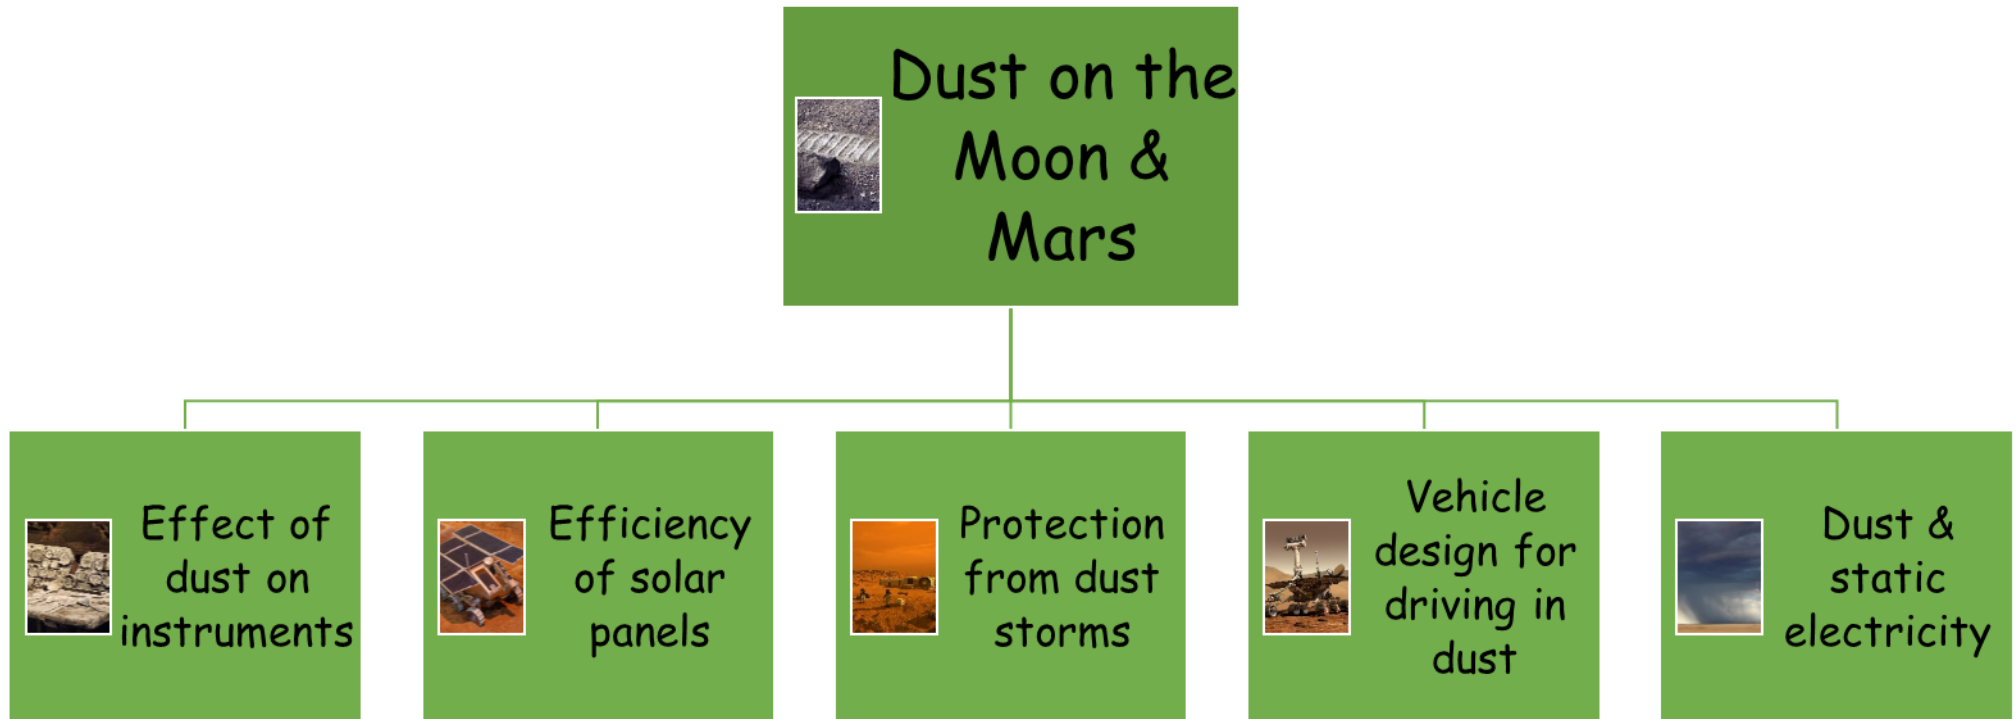 Dust on the
Moon &
Mars
Effect of
dust on
instruments
Efficiency
of solar
panels
Protection
from dust
storms
Vehicle
design for
driving in
dust
Dust &
static
electricity